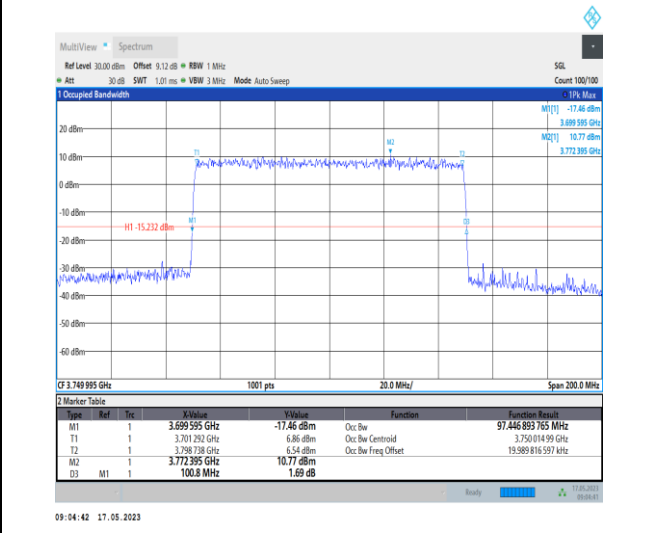 MultiView Spectrum
Ref Level 30.00 dBm Offset 9.12 dB RBW 1 MHz SGL
Att 30 dB SWT 1.01 ms VBW 3 MHz Mode Auto Sweep Count 100/100
1 Occupied Bandwidth 1Pk Max
M1[1] -17.46 dBm
3.699 595 GHz
M2[1] 10.77 dBm
3.772 395 GHz
20 dBm
M2
T1 T2
10 dBm
0 dBm
-10 dBm
M1 D3
H1 -15.232 dBm
-20 dBm
-30 dBm
-40 dBm
-50 dBm
-60 dBm
CF 3.749 995 GHz 1001 pts 20.0 MHz/ Span 200.0 MHz
2 Marker Table
Type Ref Trc X-Value Y-Value Function Function Result
M1 1 3.699 595 GHz -17.46 dBm Occ Bw 97.446 893 765 MHz
T1 1 3.701 292 GHz 6.86 dBm Occ Bw Centroid 3.750 014 99 GHz
T2 1 3.798 738 GHz 6.54 dBm Occ Bw Freq Offset 19.989 816 597 kHz
M2 1 3.772 395 GHz 10.77 dBm
D3 M1 1 100.8 MHz 1.69 dB
Ready 17.05.2023
09:04:41
09:04:42 17.05.2023